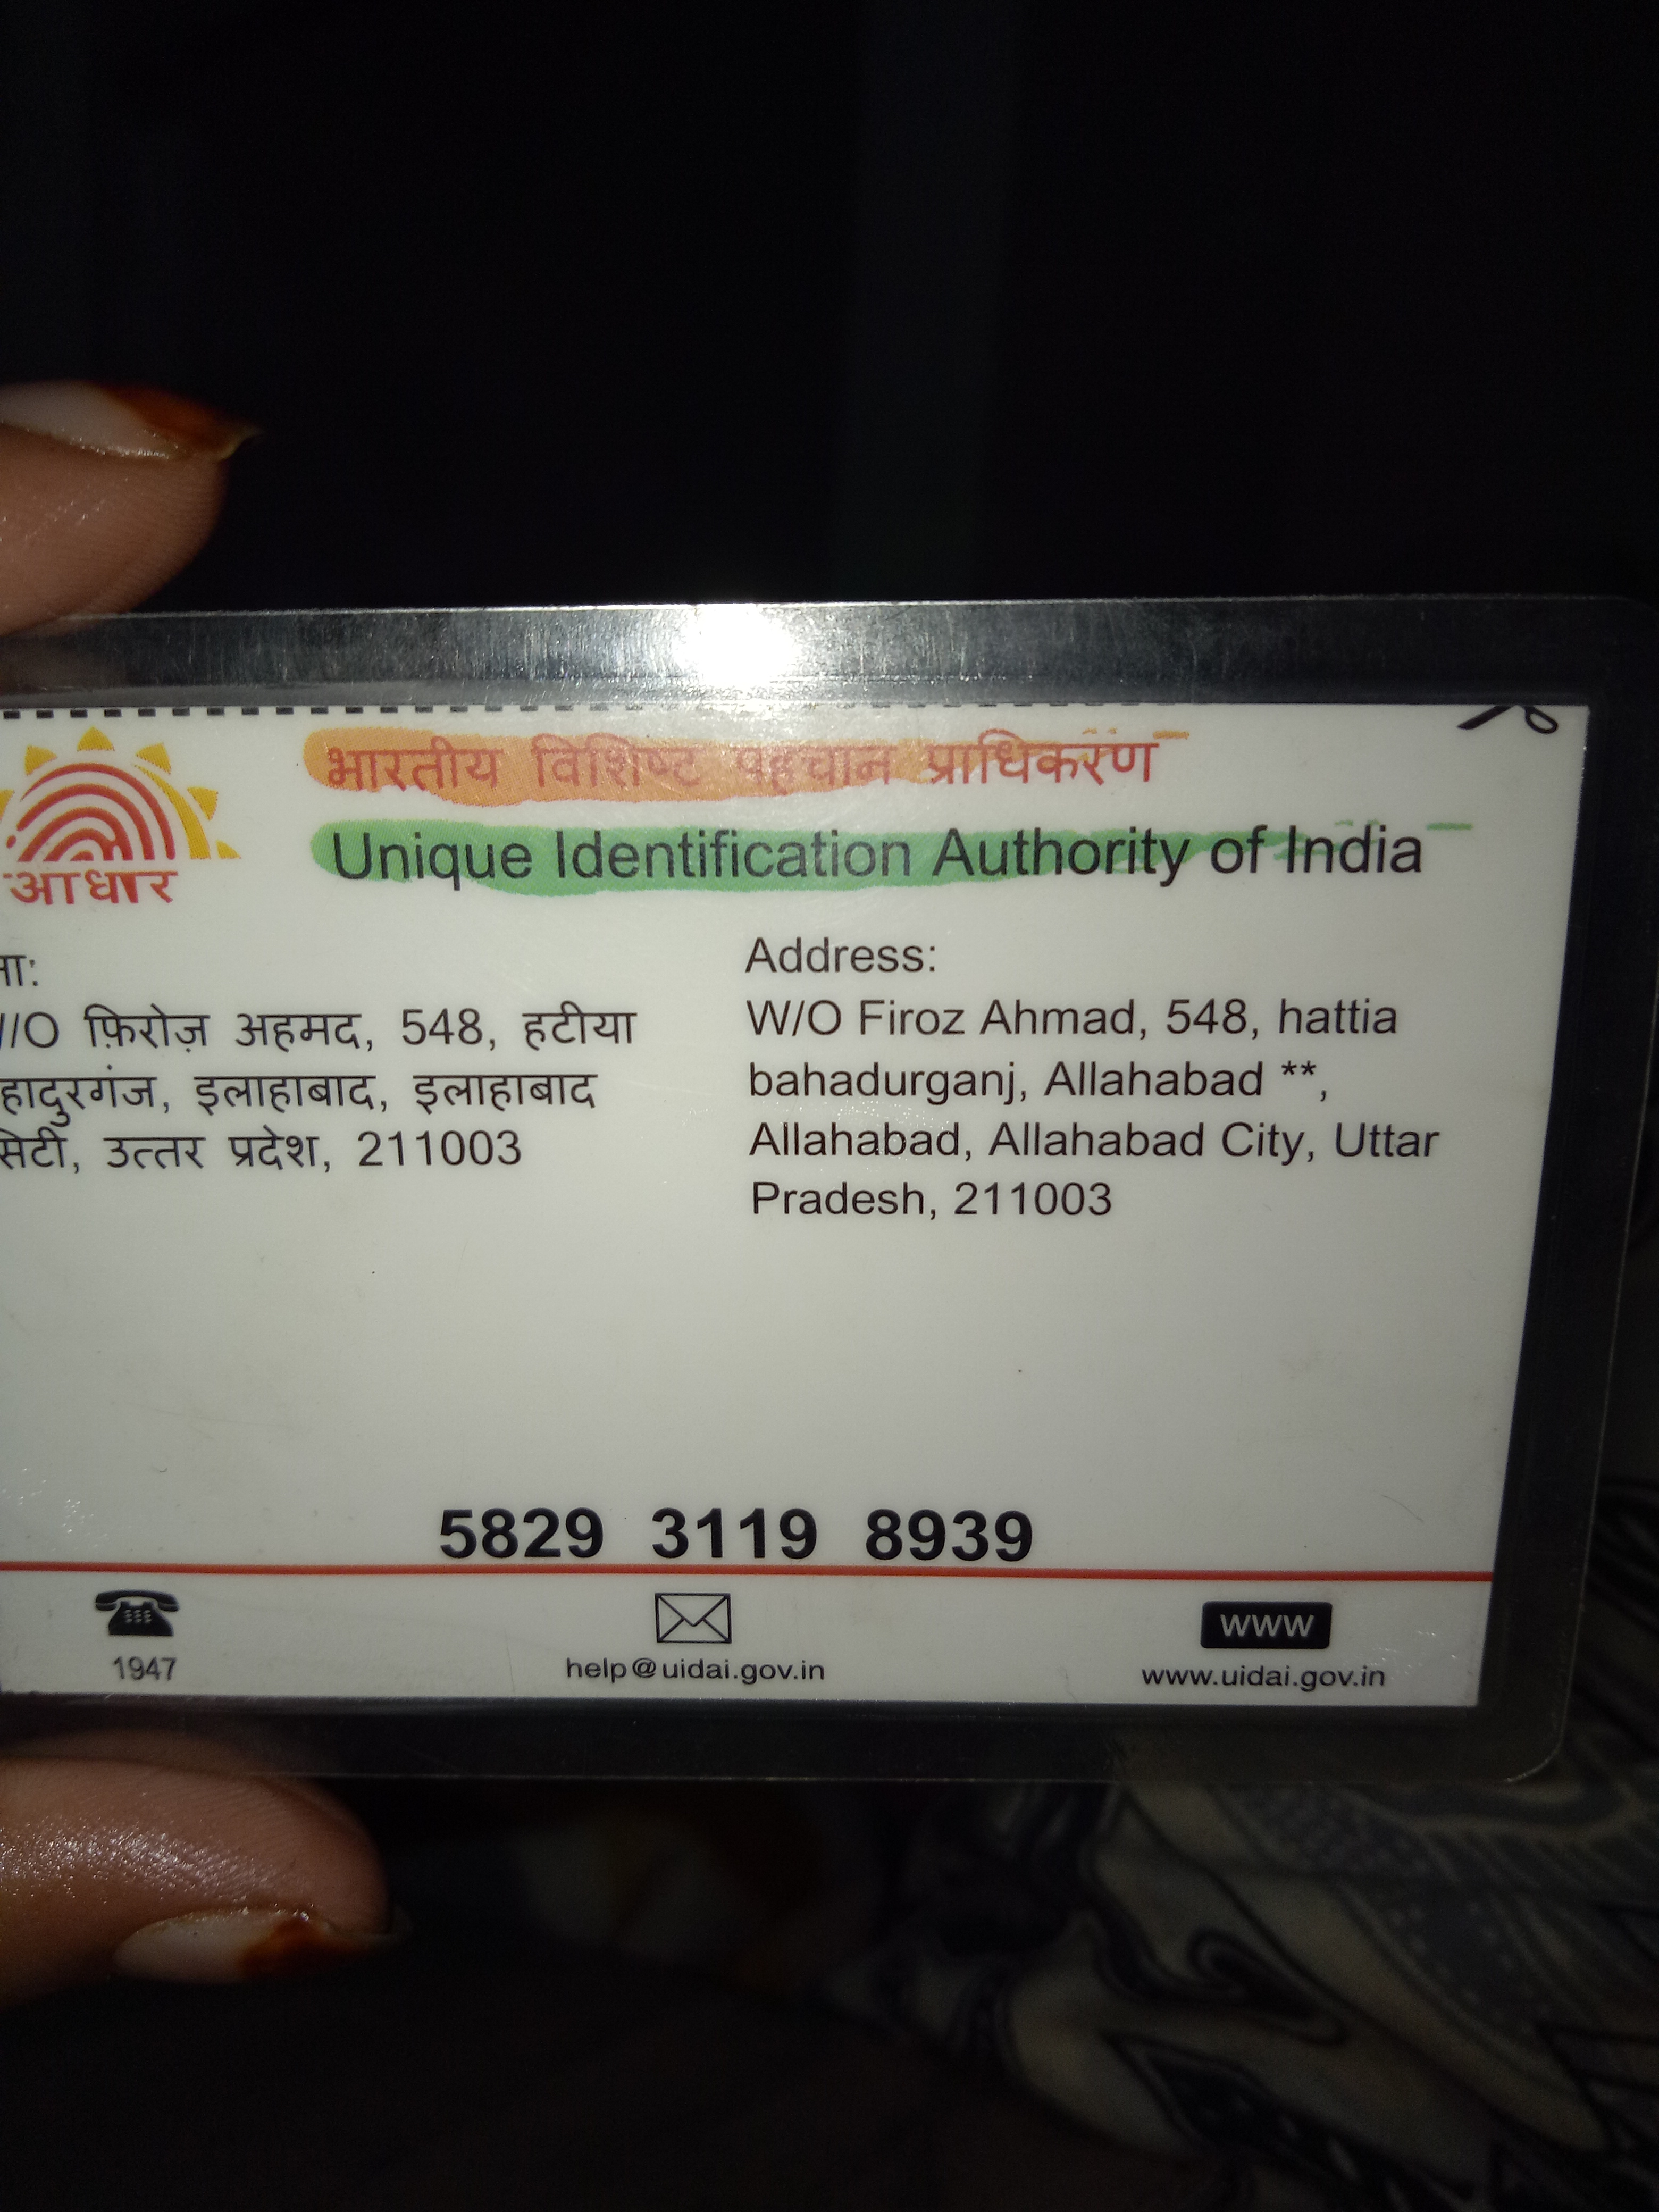 भारतीय विशिष्ट पहचान प्राधिकरण
Unique Identification Authority of India
आधार
Address:
/O फ़िरोज़ अहमद, 548, हटीया
इलाहाबाद, इलाहाबाद
उत्तर प्रदेश, 211003
W/O Firoz Ahmad, 548, hattia
bahadurganj, Allahabad **,
Allahabad, Allahabad City, Uttar
Pradesh, 211003
5829 3119 8939
1947
help@uidai.gov.in
www
www.uidai.gov.in